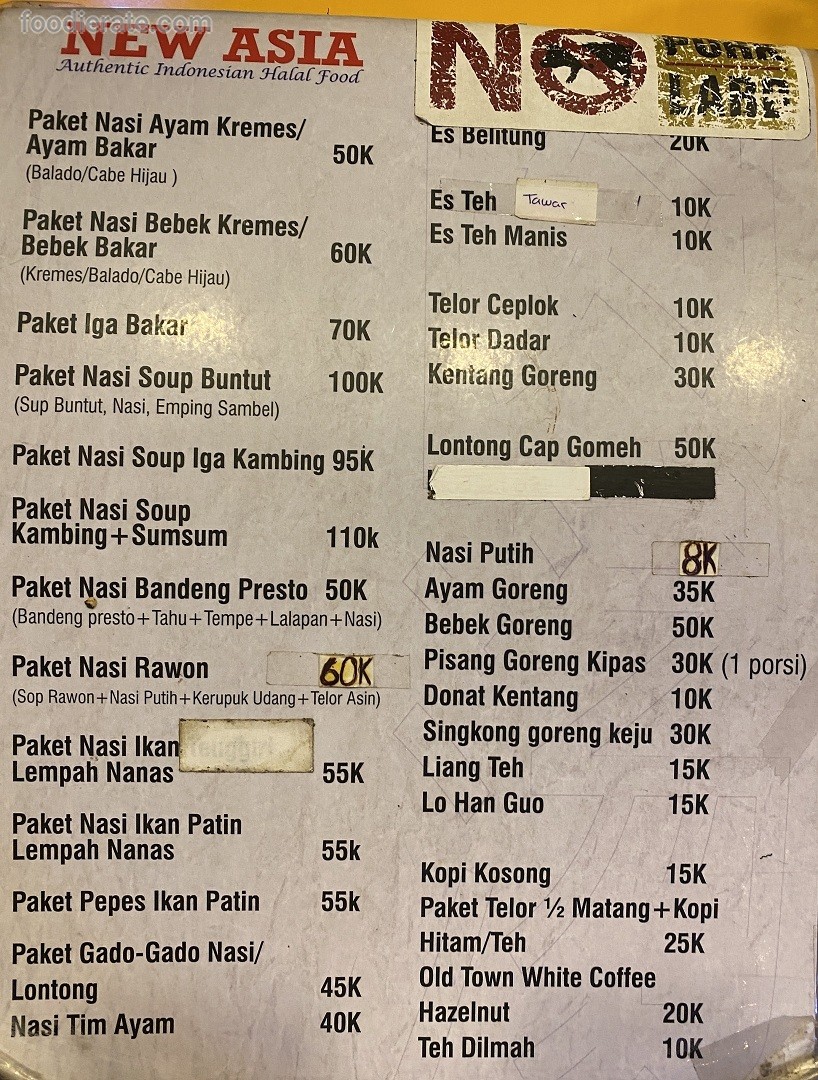 foodicrate.com
NEW ASIA
Authentic Indonesian Halal Food
Paket Nasi Ayam Kremes/
Ayam Bakar 50K
(Balado/Cabe Hijau )
Paket Nasi Bebek Kremes/
Bebek Bakar 60K
(Kremes/Balado/Cabe Hijau)
Paket Iga Bakar 70K
Paket Nasi Soup Buntut 100K
(Sup Buntut, Nasi, Emping Sambel)
Paket Nasi Soup Iga Kambing 95K
Paket Nasi Soup
Kambing+Sumsum 110k
Paket Nasi Bandeng Presto 50K
(Bandeng presto+Tahu+Tempe+Lalapan+Nasi)
Paket Nasi Rawon 60K
(Sop Rawon+Nasi Putih+Kerupuk Udang+Telor Asin)
Paket Nasi Ikan
Lempah Nanas 55K
Paket Nasi Ikan Patin
Lempah Nanas 55k
Paket Pepes Ikan Patin 55k
Paket Gado-Gado Nasi/
Lontong 45K
Nasi Tim Ayam 40K
NO PORK
LARD
Es Belitung 20K
Es Teh Tawar 10K
Es Teh Manis 10K
Telor Ceplok 10K
Telor Dadar 10K
Kentang Goreng 30K
Lontong Cap Gomeh 50K
Nasi Putih 8K
Ayam Goreng 35K
Bebek Goreng 50K
Pisang Goreng Kipas 30K (1 porsi)
Donat Kentang 10K
Singkong goreng keju 30K
Liang Teh 15K
Lo Han Guo 15K
Kopi Kosong 15K
Paket Telor ½ Matang+Kopi
Hitam/Teh 25K
Old Town White Coffee
Hazelnut 20K
Teh Dilmah 10K